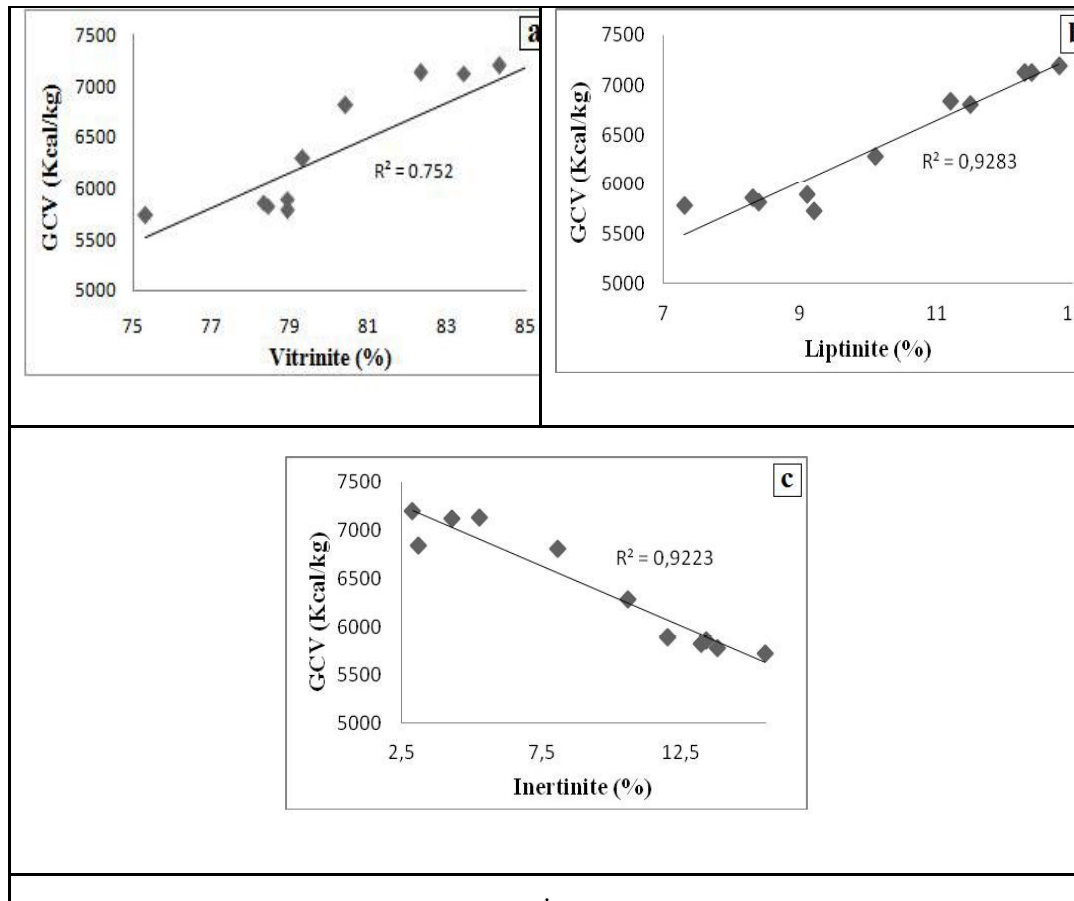 a
7500
7000
6500
6000
5500
5000
GCV (Kcal/kg)
R² = 0.752
75 77 79 81 83 85
Vitrinite (%)
7500
7000
6500
6000
5500
5000
GCV (Kcal/kg)
R² = 0,9283
7 9 11 1
Liptinite (%)
c
7500
7000
6500
6000
5500
5000
GCV (Kcal/kg)
R² = 0,9223
2,5 7,5 12,5
Inertinite (%)